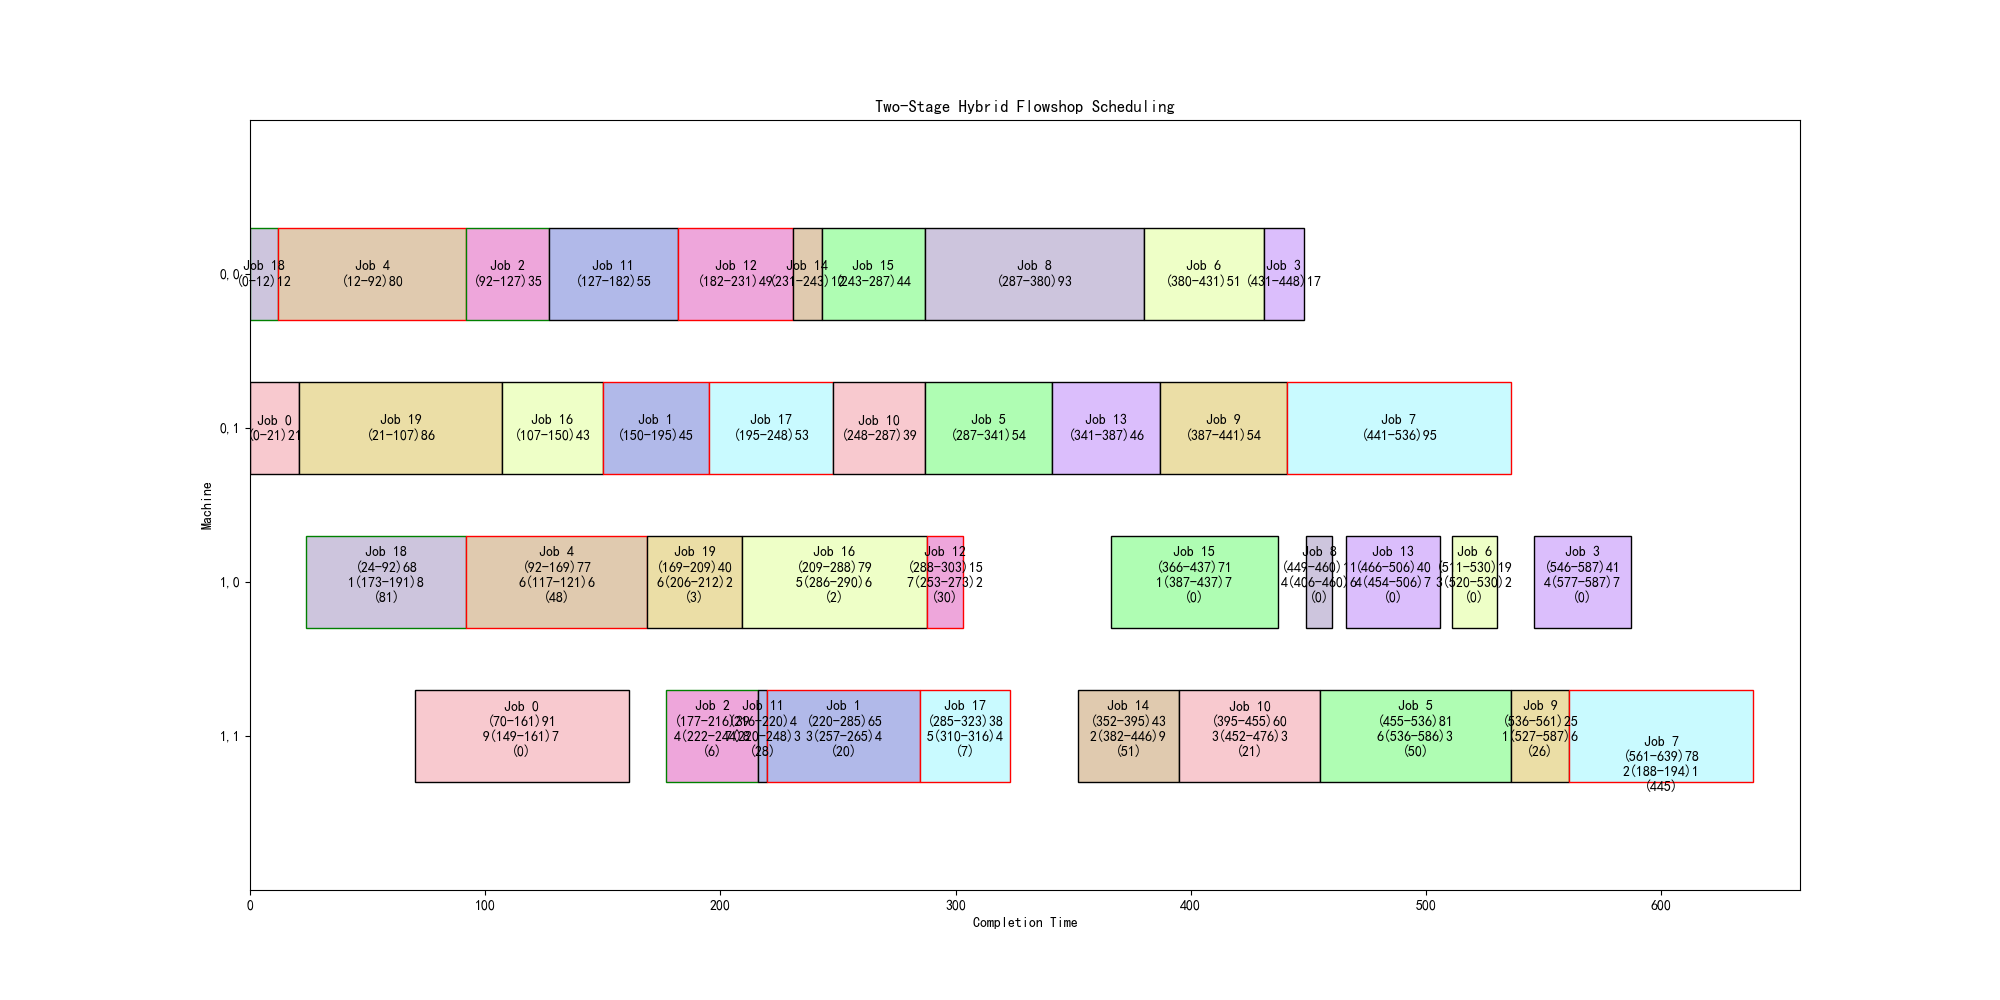 Two-Stage Hybrid Flowshop Scheduling
Machine
0,0
Job 18
(0-12)12
Job 4
(12-92)80
Job 2
(92-127)35
Job 11
(127-182)55
Job 12
(182-231)49
Job 14
(231-243)12
Job 15
(243-287)44
Job 8
(287-380)93
Job 6
(380-431)51
Job 3
(431-448)17
0,1
Job 0
(0-21)21
Job 19
(21-107)86
Job 16
(107-150)43
Job 1
(150-195)45
Job 17
(195-248)53
Job 10
(248-287)39
Job 5
(287-341)54
Job 13
(341-387)46
Job 9
(387-441)54
Job 7
(441-536)95
1,0
Job 18
(24-92)68
1(173-191)8
(81)
Job 4
(92-169)77
6(117-121)6
(48)
Job 19
(169-209)40
6(206-212)2
(3)
Job 16
(209-288)79
5(286-290)6
(2)
Job 12
(288-303)15
7(253-273)2
(30)
Job 15
(366-437)71
1(387-437)7
(0)
Job 8
(449-460)11
4(406-460)6
(0)
Job 13
(466-506)40
4(454-506)7
(0)
Job 6
(511-530)19
3(520-530)2
(0)
Job 3
(546-587)41
4(577-587)7
(0)
1,1
Job 0
(70-161)91
9(149-161)7
(0)
Job 2
(177-216)39
(6)
Job 11
(216-220)4
(28)
Job 1
(220-285)65
3(257-265)4
(20)
Job 17
(285-323)38
5(310-316)4
(7)
Job 14
(352-395)43
2(382-446)9
(51)
Job 10
(395-455)60
3(452-476)3
(21)
Job 5
(455-536)81
6(536-586)3
(50)
Job 9
(536-561)25
1(527-587)6
(26)
Job 7
(561-639)78
2(188-194)1
(445)
0 100 200 300 400 500 600
Completion Time